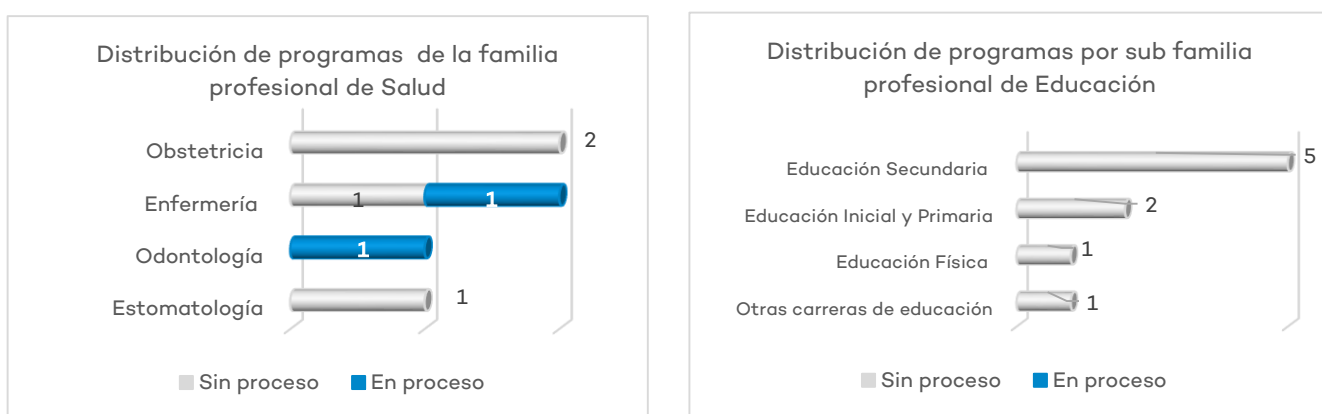 Distribución de programas de la familia
profesional de Salud
Obstetricia
2
Enfermería
1
1
Odontología
1
Estomatología
1
Sin proceso
En proceso
Distribución de programas por sub familia
profesional de Educación
Educación Secundaria
5
Educación Inicial y Primaria
2
Educación Física
1
Otras carreras de educación
1
Sin proceso
En proceso